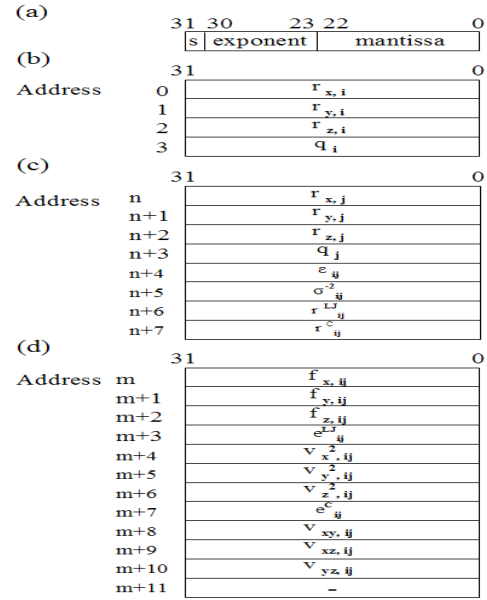 (a)
31 30 23 22 0
s exponent mantissa
(b)
31 0
Address 0 r x, i
1 r y, i
2 r z, i
3 q i
(c)
31 0
Address n r x, j
n+1 r y, j
n+2 r z, j
n+3 q j
n+4 ε ij
n+5 σ -2 ij
n+6 r LJ ij
n+7 r C ij
(d)
31 0
Address m f x, ij
m+1 f y, ij
m+2 f z, ij
m+3 e LJ ij
m+4 v x 2 , ij
m+5 v y 2 , ij
m+6 v z 2 , ij
m+7 e C ij
m+8 v xy, ij
m+9 v xz, ij
m+10 v yz, ij
m+11 –